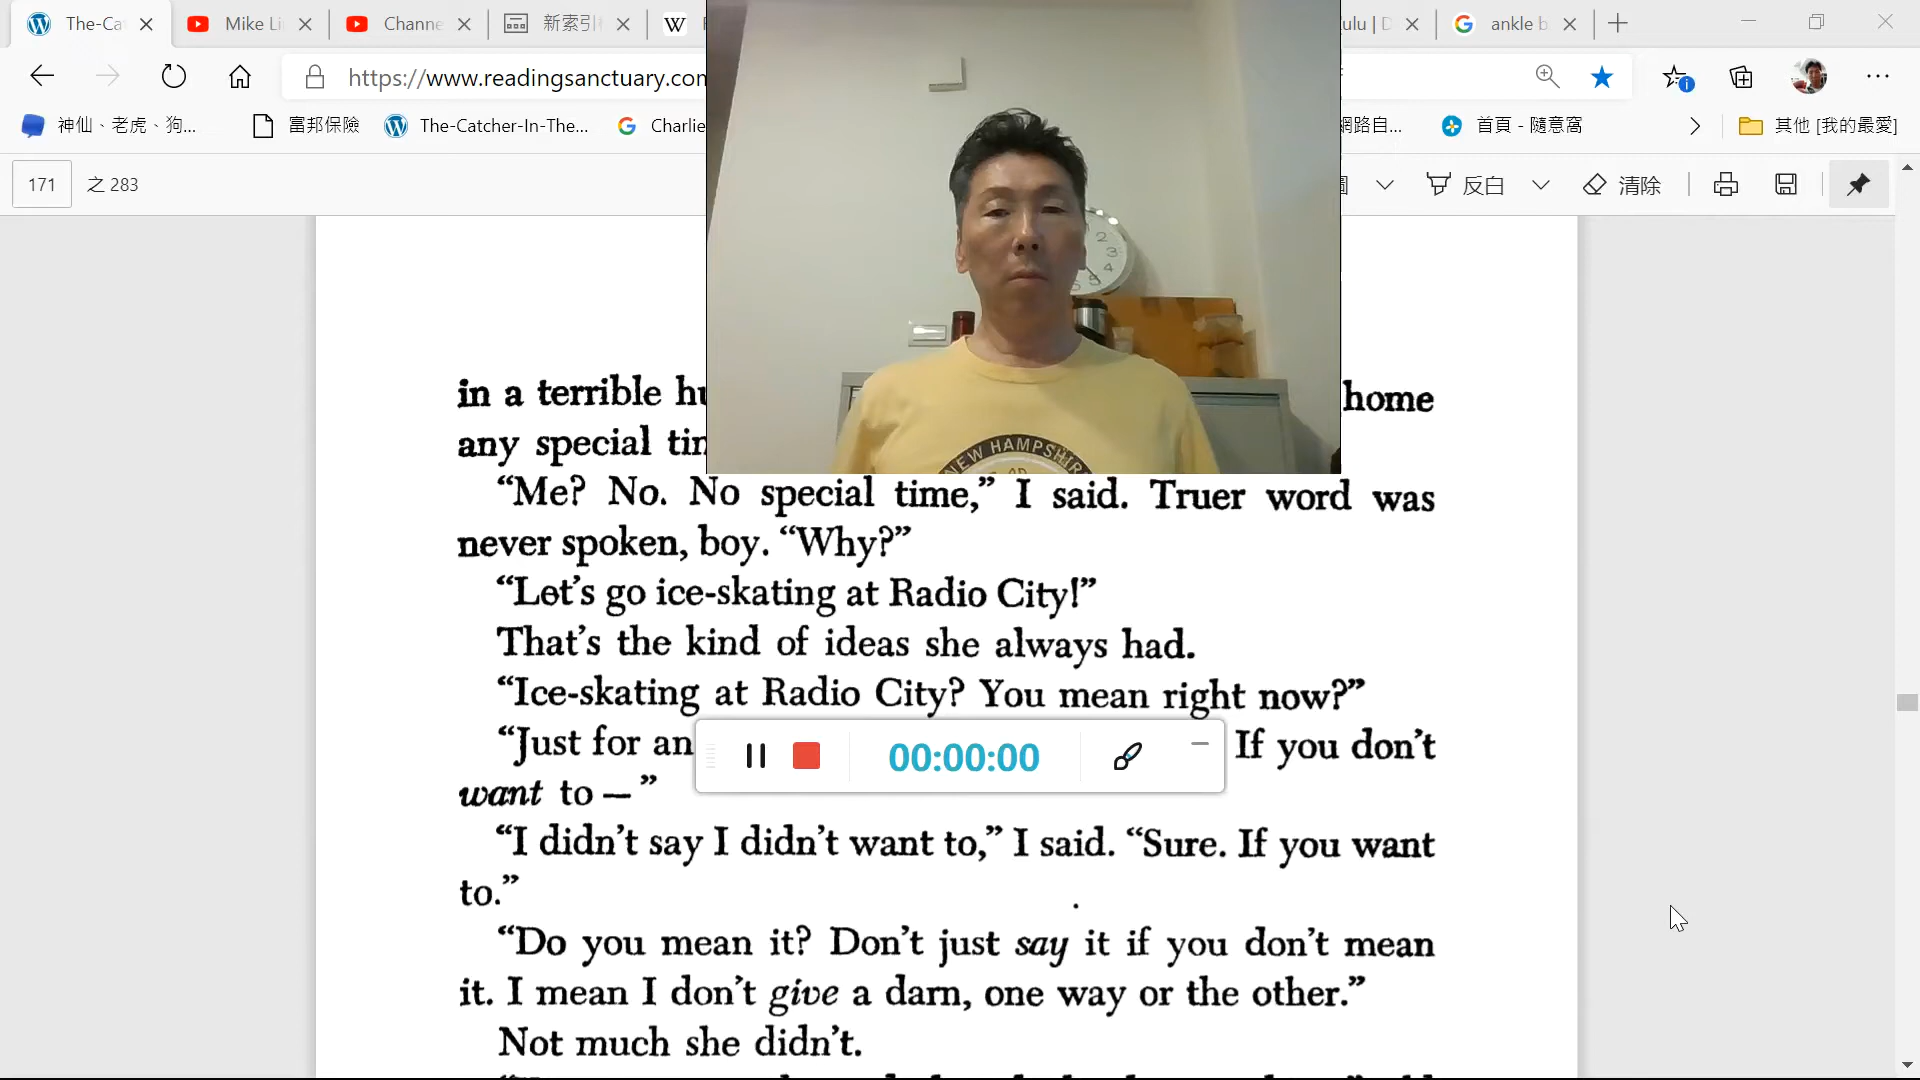 The-Ca
Mike Li
Channe
新索引
ulu | D
ankle b
https://www.readingsanctuary.com
神仙、老虎、狗...
富邦保險
The-Catcher-In-The...
Charlie
網路自...
首頁 - 隨意窩
其他 [我的最愛]
171
之 283
反白
清除
2
3
4
5
NEW HAMPSHIRE
in a terrible hu
home
any special tim
“Me? No. No special time,” I said. Truer word was
never spoken, boy. “Why?”
“Let’s go ice-skating at Radio City!”
That’s the kind of ideas she always had.
“Ice-skating at Radio City? You mean right now?”
“Just for an
00:00:00
If you don’t
want to — ”
“I didn’t say I didn’t want to,” I said. “Sure. If you want
to.”
“Do you mean it? Don’t just say it if you don’t mean
it. I mean I don’t give a darn, one way or the other.”
Not much she didn’t.